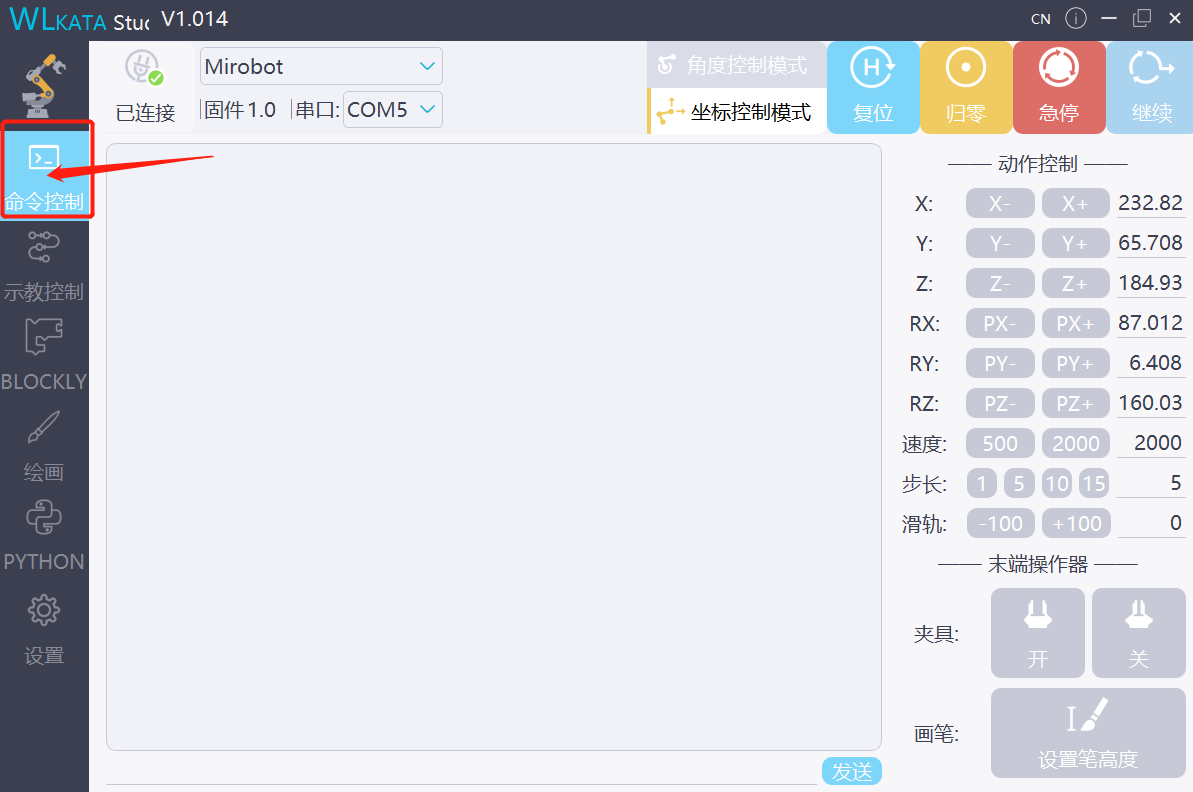 WLKATA Stuc V1.014
CN
Mirobot
已连接
固件 1.0
串口:
COM5
角度控制模式
坐标控制模式
H
复位
归零
急停
继续
命令控制
示教控制
BLOCKLY
绘画
PYTHON
设置
发送
动作控制
X: X- X+ 232.82
Y: Y- Y+ 65.708
Z: Z- Z+ 184.93
RX: PX- PX+ 87.012
RY: PY- PY+ 6.408
RZ: PZ- PZ+ 160.03
速度: 500 2000 2000
步长: 1 5 10 15 5
滑轨: -100 +100 0
末端操作器
夹具: 开 关
画笔: 设置笔高度